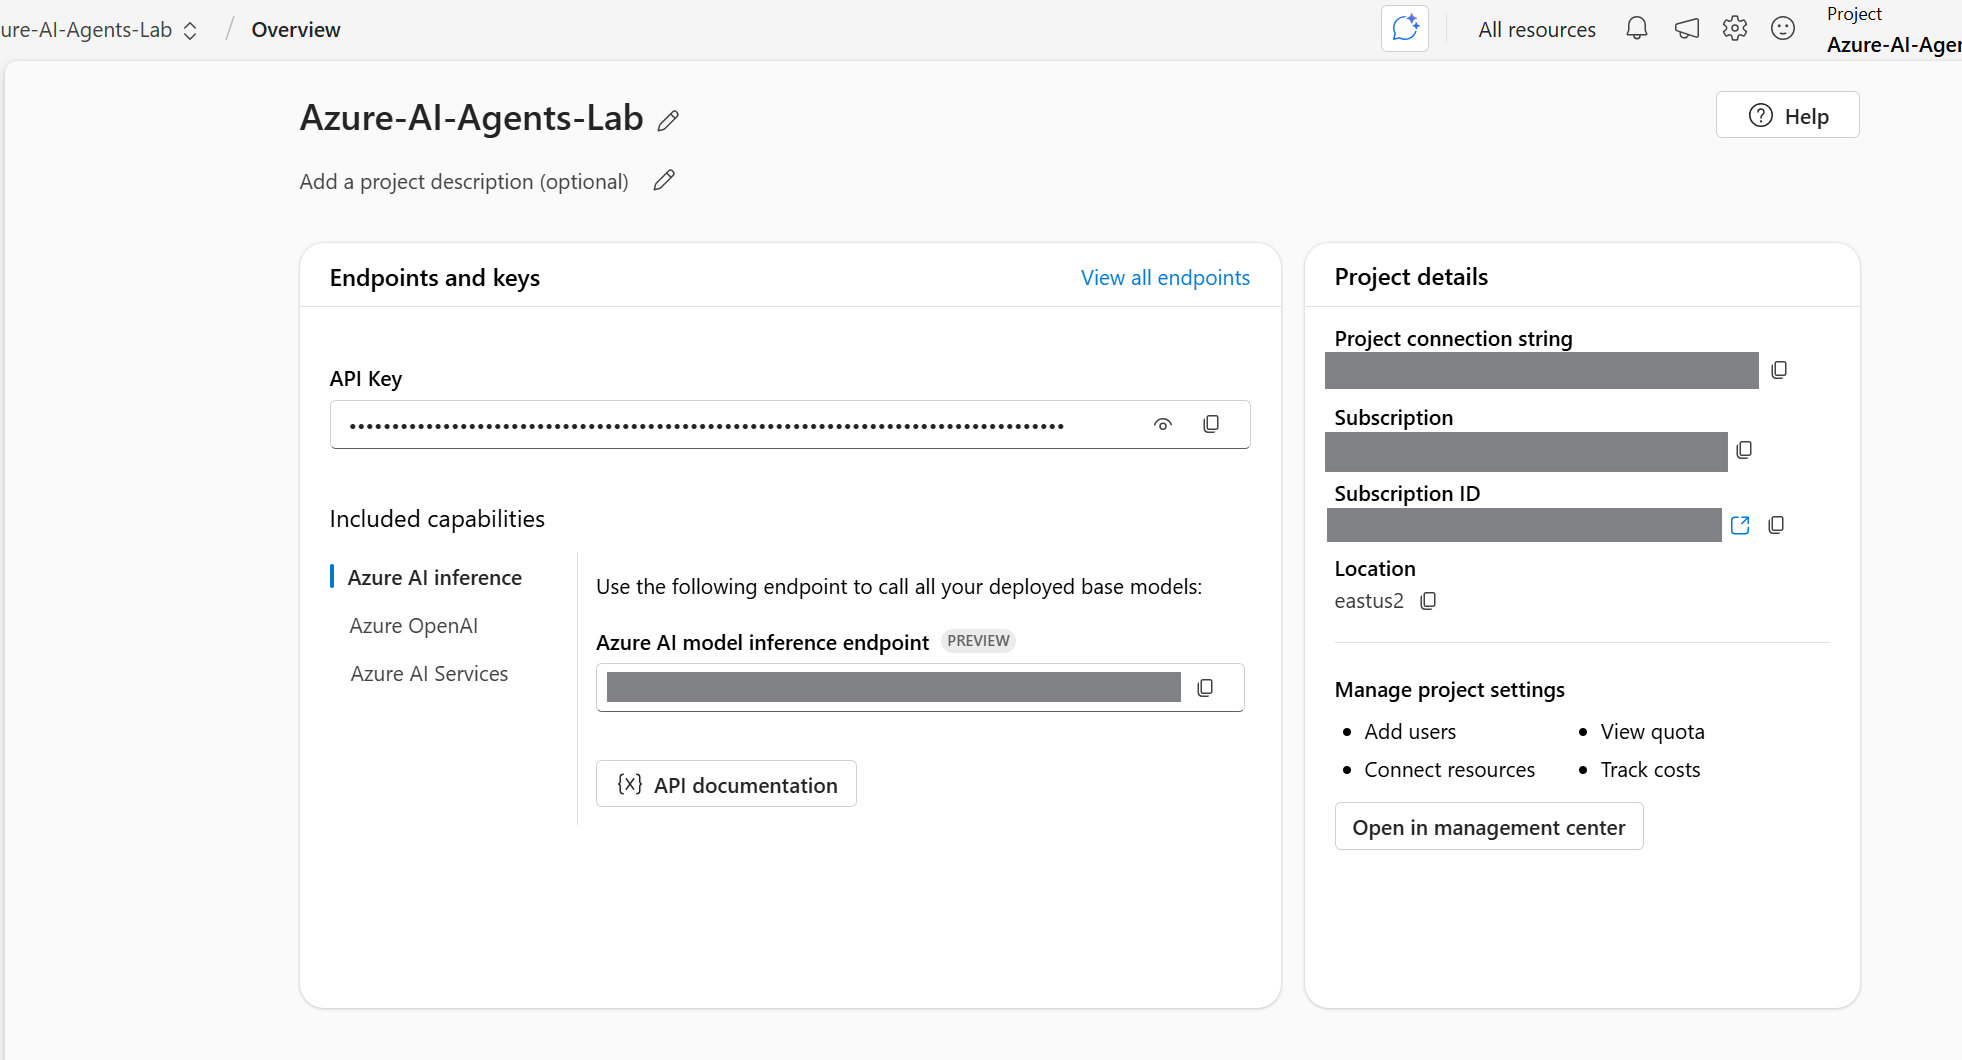 ure-AI-Agents-Lab / Overview
All resources
Project
Azure-AI-Agen
Azure-AI-Agents-Lab
Help
Add a project description (optional)
Endpoints and keys
View all endpoints
API Key
••••••••••••••••••••••••••••••••••••••••••••••••••••••••••••••••••••••••••••••••••••
Included capabilities
Azure AI inference
Azure OpenAI
Azure AI Services
Use the following endpoint to call all your deployed base models:
Azure AI model inference endpoint PREVIEW
{x} API documentation
Project details
Project connection string
Subscription
Subscription ID
Location
eastus2
Manage project settings
• Add users
• View quota
• Connect resources
• Track costs
Open in management center